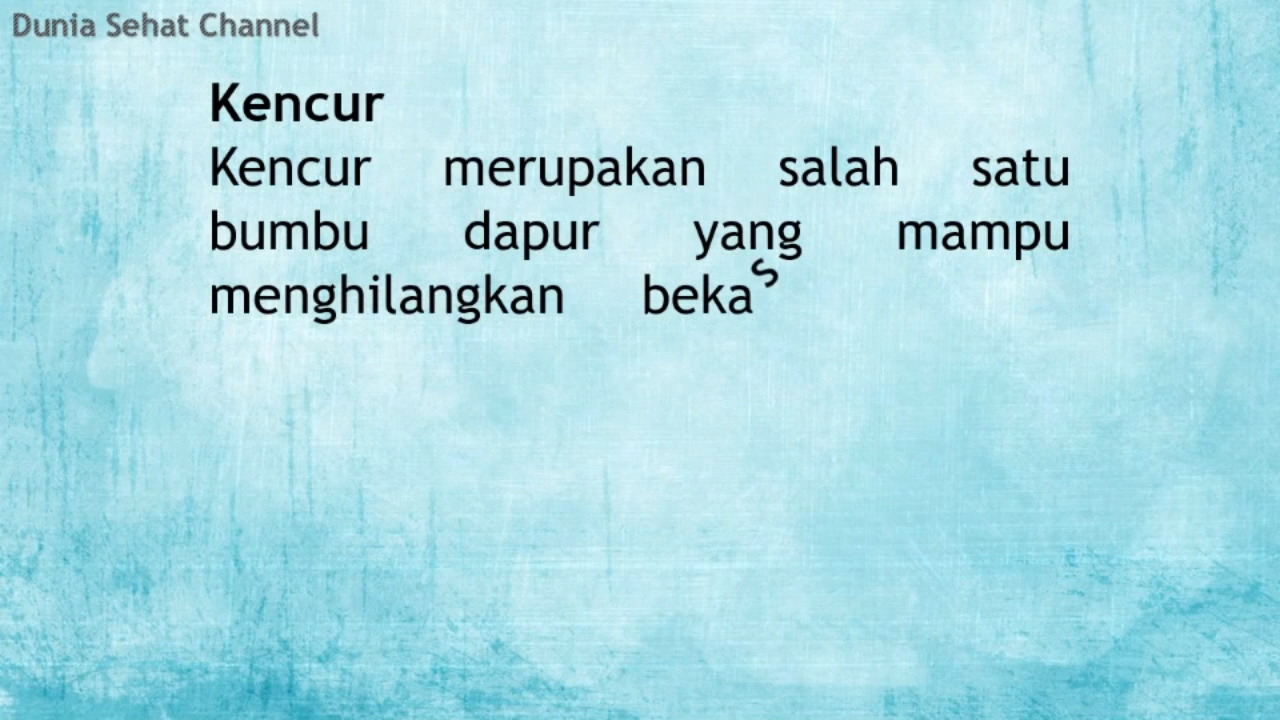 Dunia Sehat Channel
Kencur
Kencur merupakan salah satu
bumbu dapur yang mampu
menghilangkan bekas